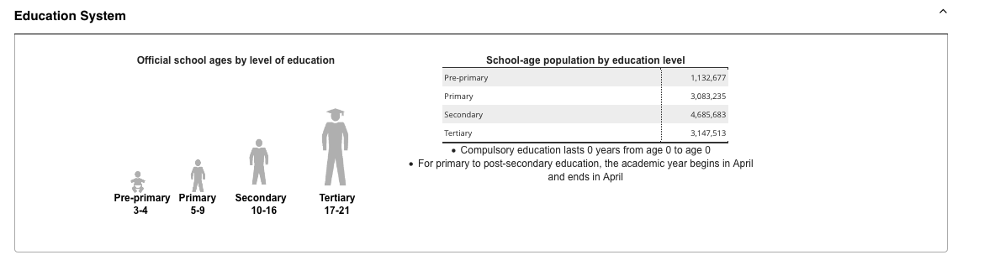 Education System
Official school ages by level of education
Pre-primary Primary Secondary Tertiary
3-4 5-9 10-16 17-21
School-age population by education level
Pre-primary 1,132,677
Primary 3,083,235
Secondary 4,685,683
Tertiary 3,147,513
• Compulsory education lasts 0 years from age 0 to age 0
• For primary to post-secondary education, the academic year begins in April
and ends in April